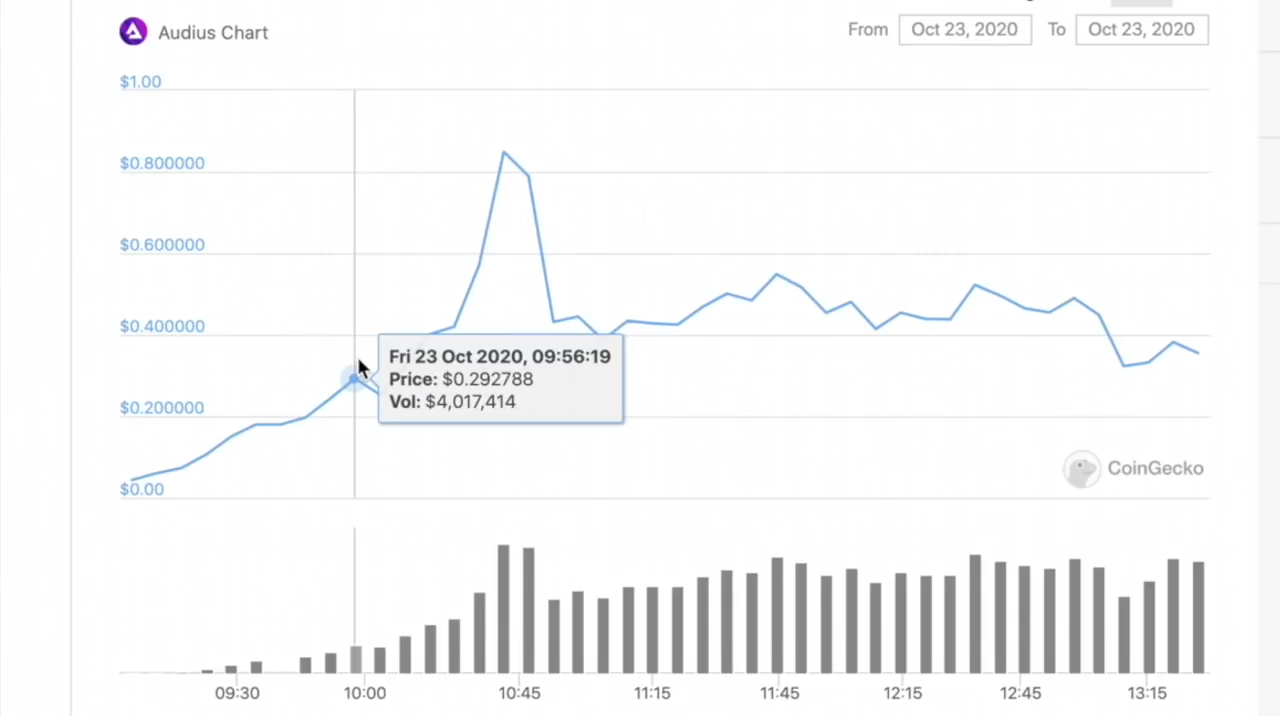 Audius Chart
From Oct 23, 2020 To Oct 23, 2020
$1.00
$0.800000
$0.600000
$0.400000
Fri 23 Oct 2020, 09:56:19
Price: $0.292788
Vol: $4,017,414
$0.200000
CoinGecko
$0.00
09:30 10:00 10:45 11:15 11:45 12:15 12:45 13:15